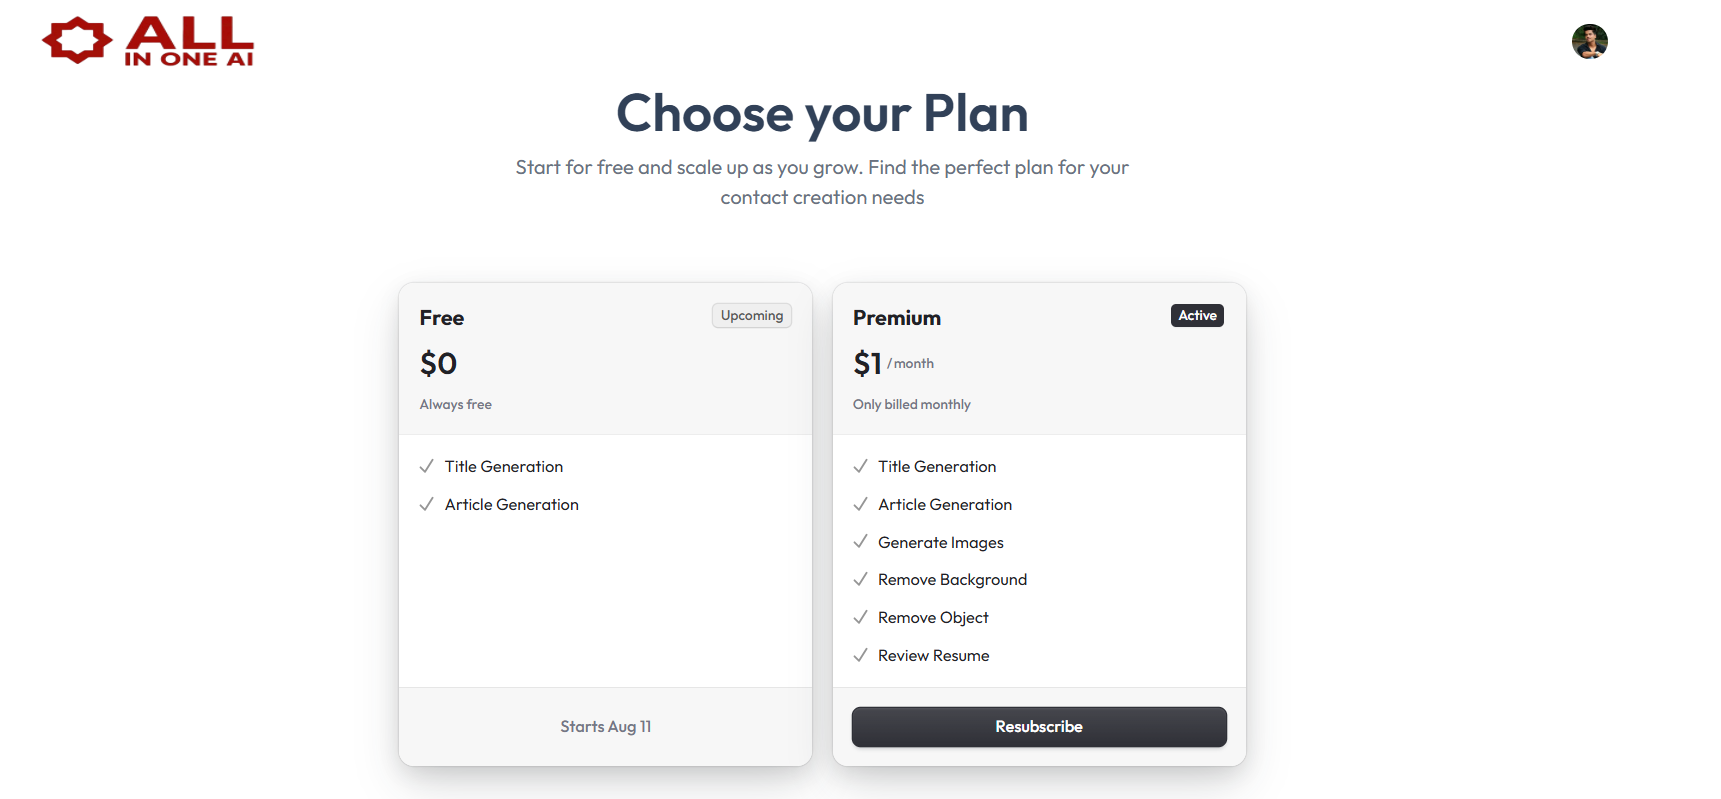 ALL
IN ONE AI
Choose your Plan
Start for free and scale up as you grow. Find the perfect plan for your
contact creation needs
Free
Upcoming
$0
Always free
Title Generation
Article Generation
Starts Aug 11
Premium
Active
$1 / month
Only billed monthly
Title Generation
Article Generation
Generate Images
Remove Background
Remove Object
Review Resume
Resubscribe